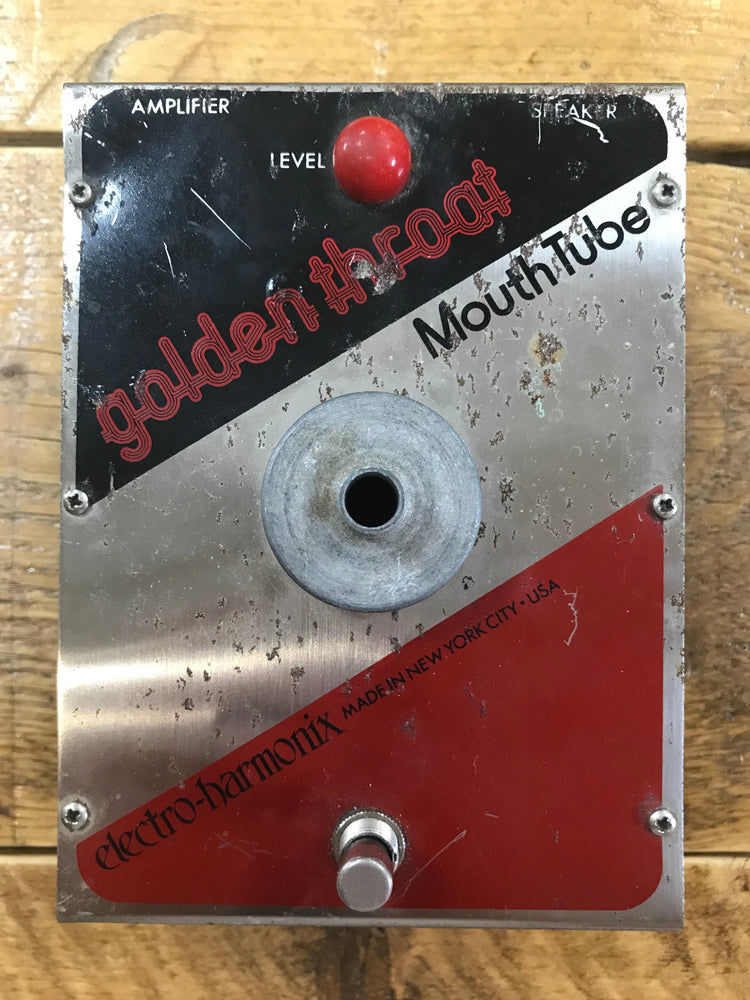 AMPLIFIER
SPEAKER
LEVEL
golden throat
MouthTube
electro-harmonix MADE IN NEW YORK CITY • USA